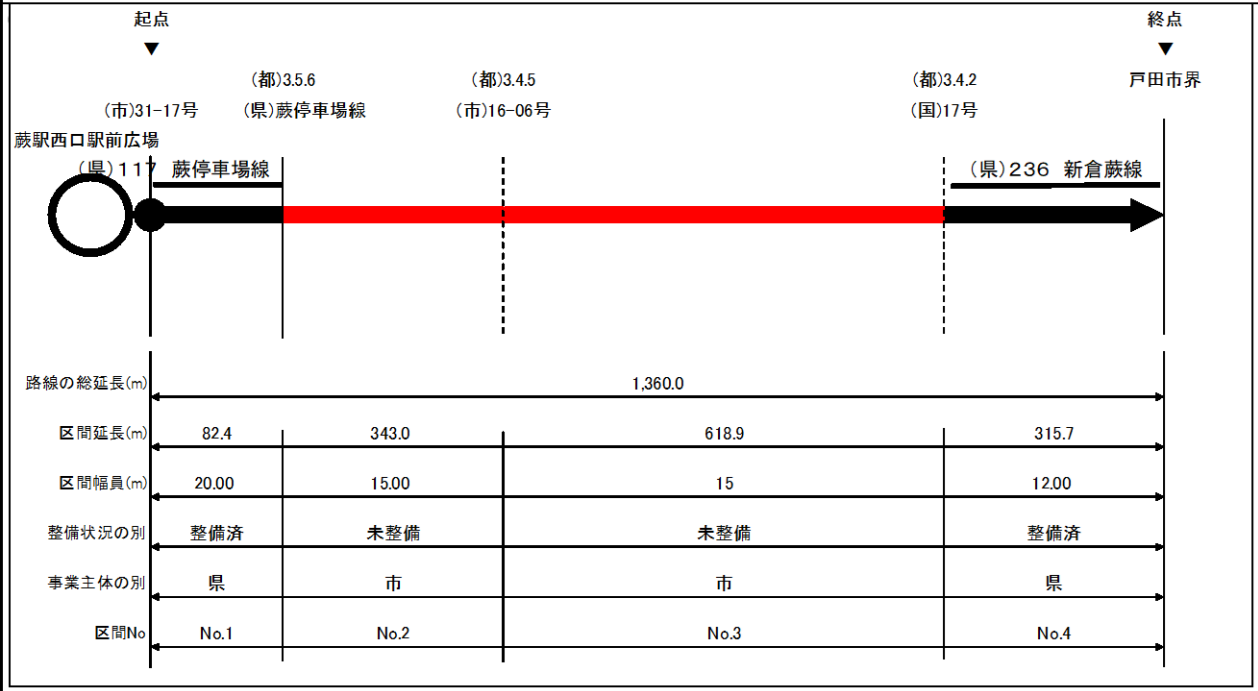 起点
終点
▼
▼
(都)3.5.6
(都)3.4.5
(都)3.4.2
戸田市界
(市)31-17号
(県)蕨停車場線
(市)16-06号
(国)17号
蕨駅西口駅前広場
(県)117 蕨停車場線
(県)236 新倉蕨線
路線の総延長(m)
1,360.0
区間延長(m)
82.4
343.0
618.9
315.7
区間幅員(m)
20.00
15.00
15
12.00
整備状況の別
整備済
未整備
未整備
整備済
事業主体の別
県
市
市
県
区間No
No.1
No.2
No.3
No.4